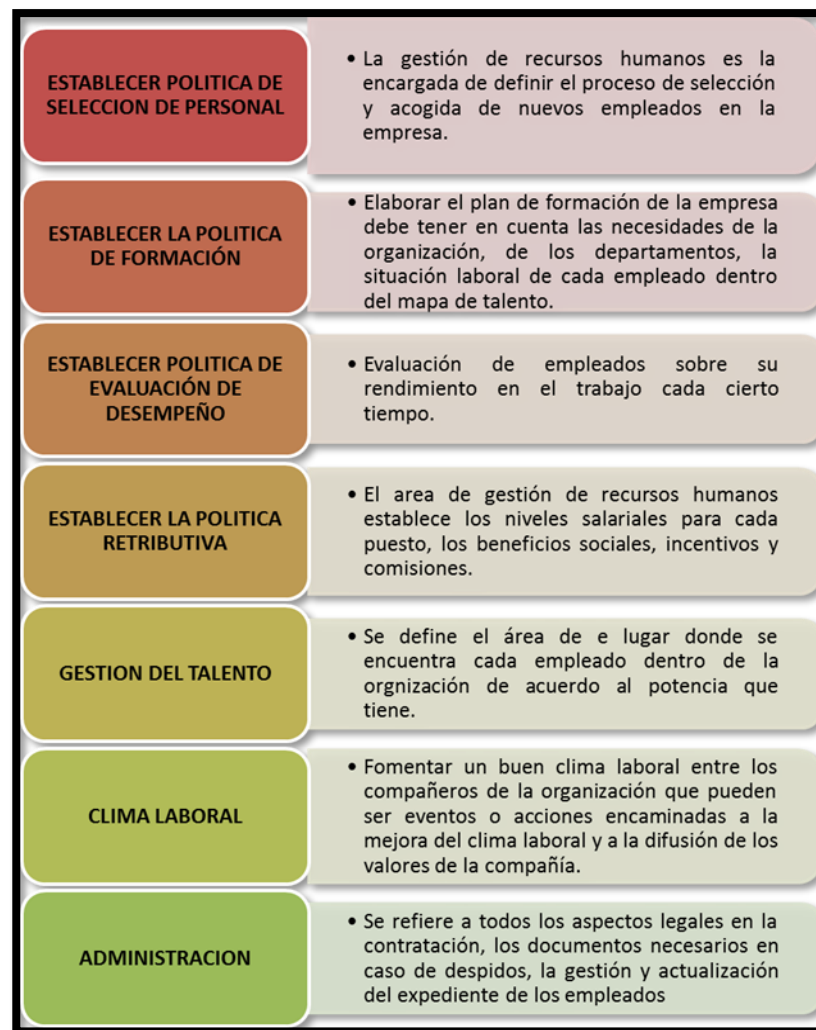 ESTABLECER POLITICA DE
SELECCION DE PERSONAL
• La gestión de recursos humanos es la
encargada de definir el proceso de selección
y acogida de nuevos empleados en la
empresa.
ESTABLECER LA POLITICA
DE FORMACIÓN
• Elaborar el plan de formación de la empresa
debe tener en cuenta las necesidades de la
organización, de los departamentos, la
situación laboral de cada empleado dentro
del mapa de talento.
ESTABLECER POLITICA DE
EVALUACIÓN DE
DESEMPEÑO
• Evaluación de empleados sobre su
rendimiento en el trabajo cada cierto
tiempo.
ESTABLECER LA POLITICA
RETRIBUTIVA
• El area de gestión de recursos humanos
establece los niveles salariales para cada
puesto, los beneficios sociales, incentivos y
comisiones.
GESTION DEL TALENTO
• Se define el área de e lugar donde se
encuentra cada empleado dentro de la
orgnización de acuerdo al potencia que
tiene.
CLIMA LABORAL
• Fomentar un buen clima laboral entre los
compañeros de la organización que pueden
ser eventos o acciones encaminadas a la
mejora del clima laboral y a la difusión de los
valores de la compañía.
ADMINISTRACION
• Se refiere a todos los aspectos legales en la
contratación, los documentos necesarios en
caso de despidos, la gestión y actualización
del expediente de los empleados